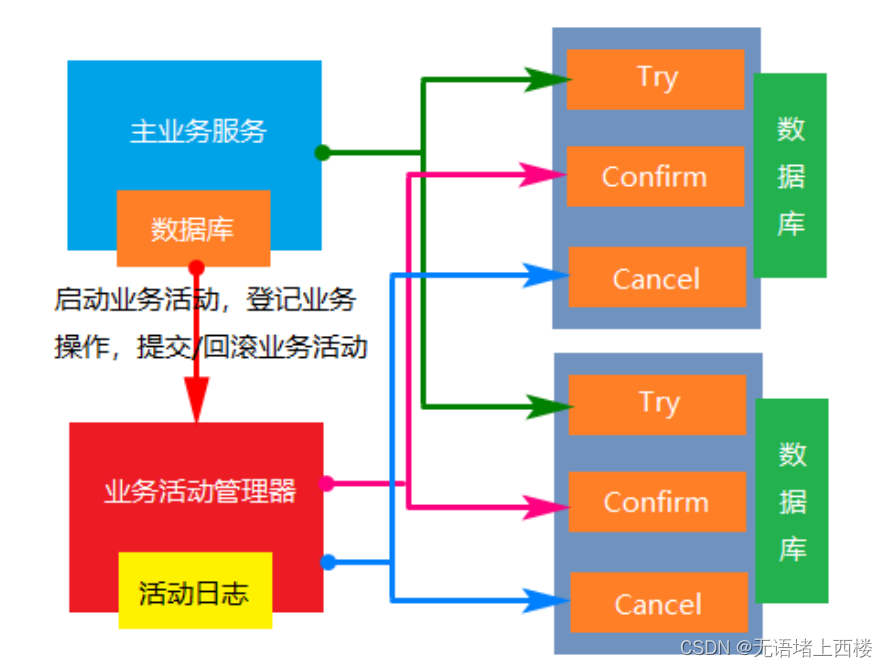 主业务服务
数据库
启动业务活动，登记业务
操作，提交/回滚业务活动
业务活动管理器
活动日志
Try
Confirm
Cancel
数
据
库
Try
Confirm
Cancel
数
据
库
CSDN @无语堵上西楼